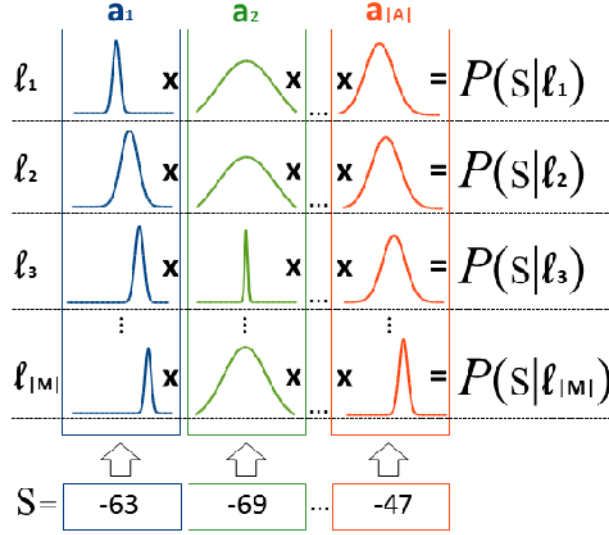 a₁ a₂ a|A|
ℓ₁ x x ... x = P(S|ℓ₁)
ℓ₂ x x ... x = P(S|ℓ₂)
ℓ₃ x x ... x = P(S|ℓ₃)
⋮ ⋮ ⋮
ℓ|M| x x ... x = P(S|ℓ|M|)
S= -63 -69 ... -47